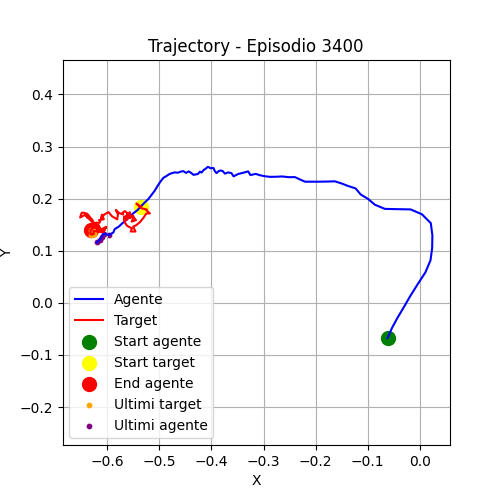 Trajectory - Episodio 3400
Y
0.4
0.3
0.2
0.1
0.0
−0.1
−0.2
Agente
Target
Start agente
Start target
End agente
Ultimi target
Ultimi agente
−0.6 −0.5 −0.4 −0.3 −0.2 −0.1 0.0
X